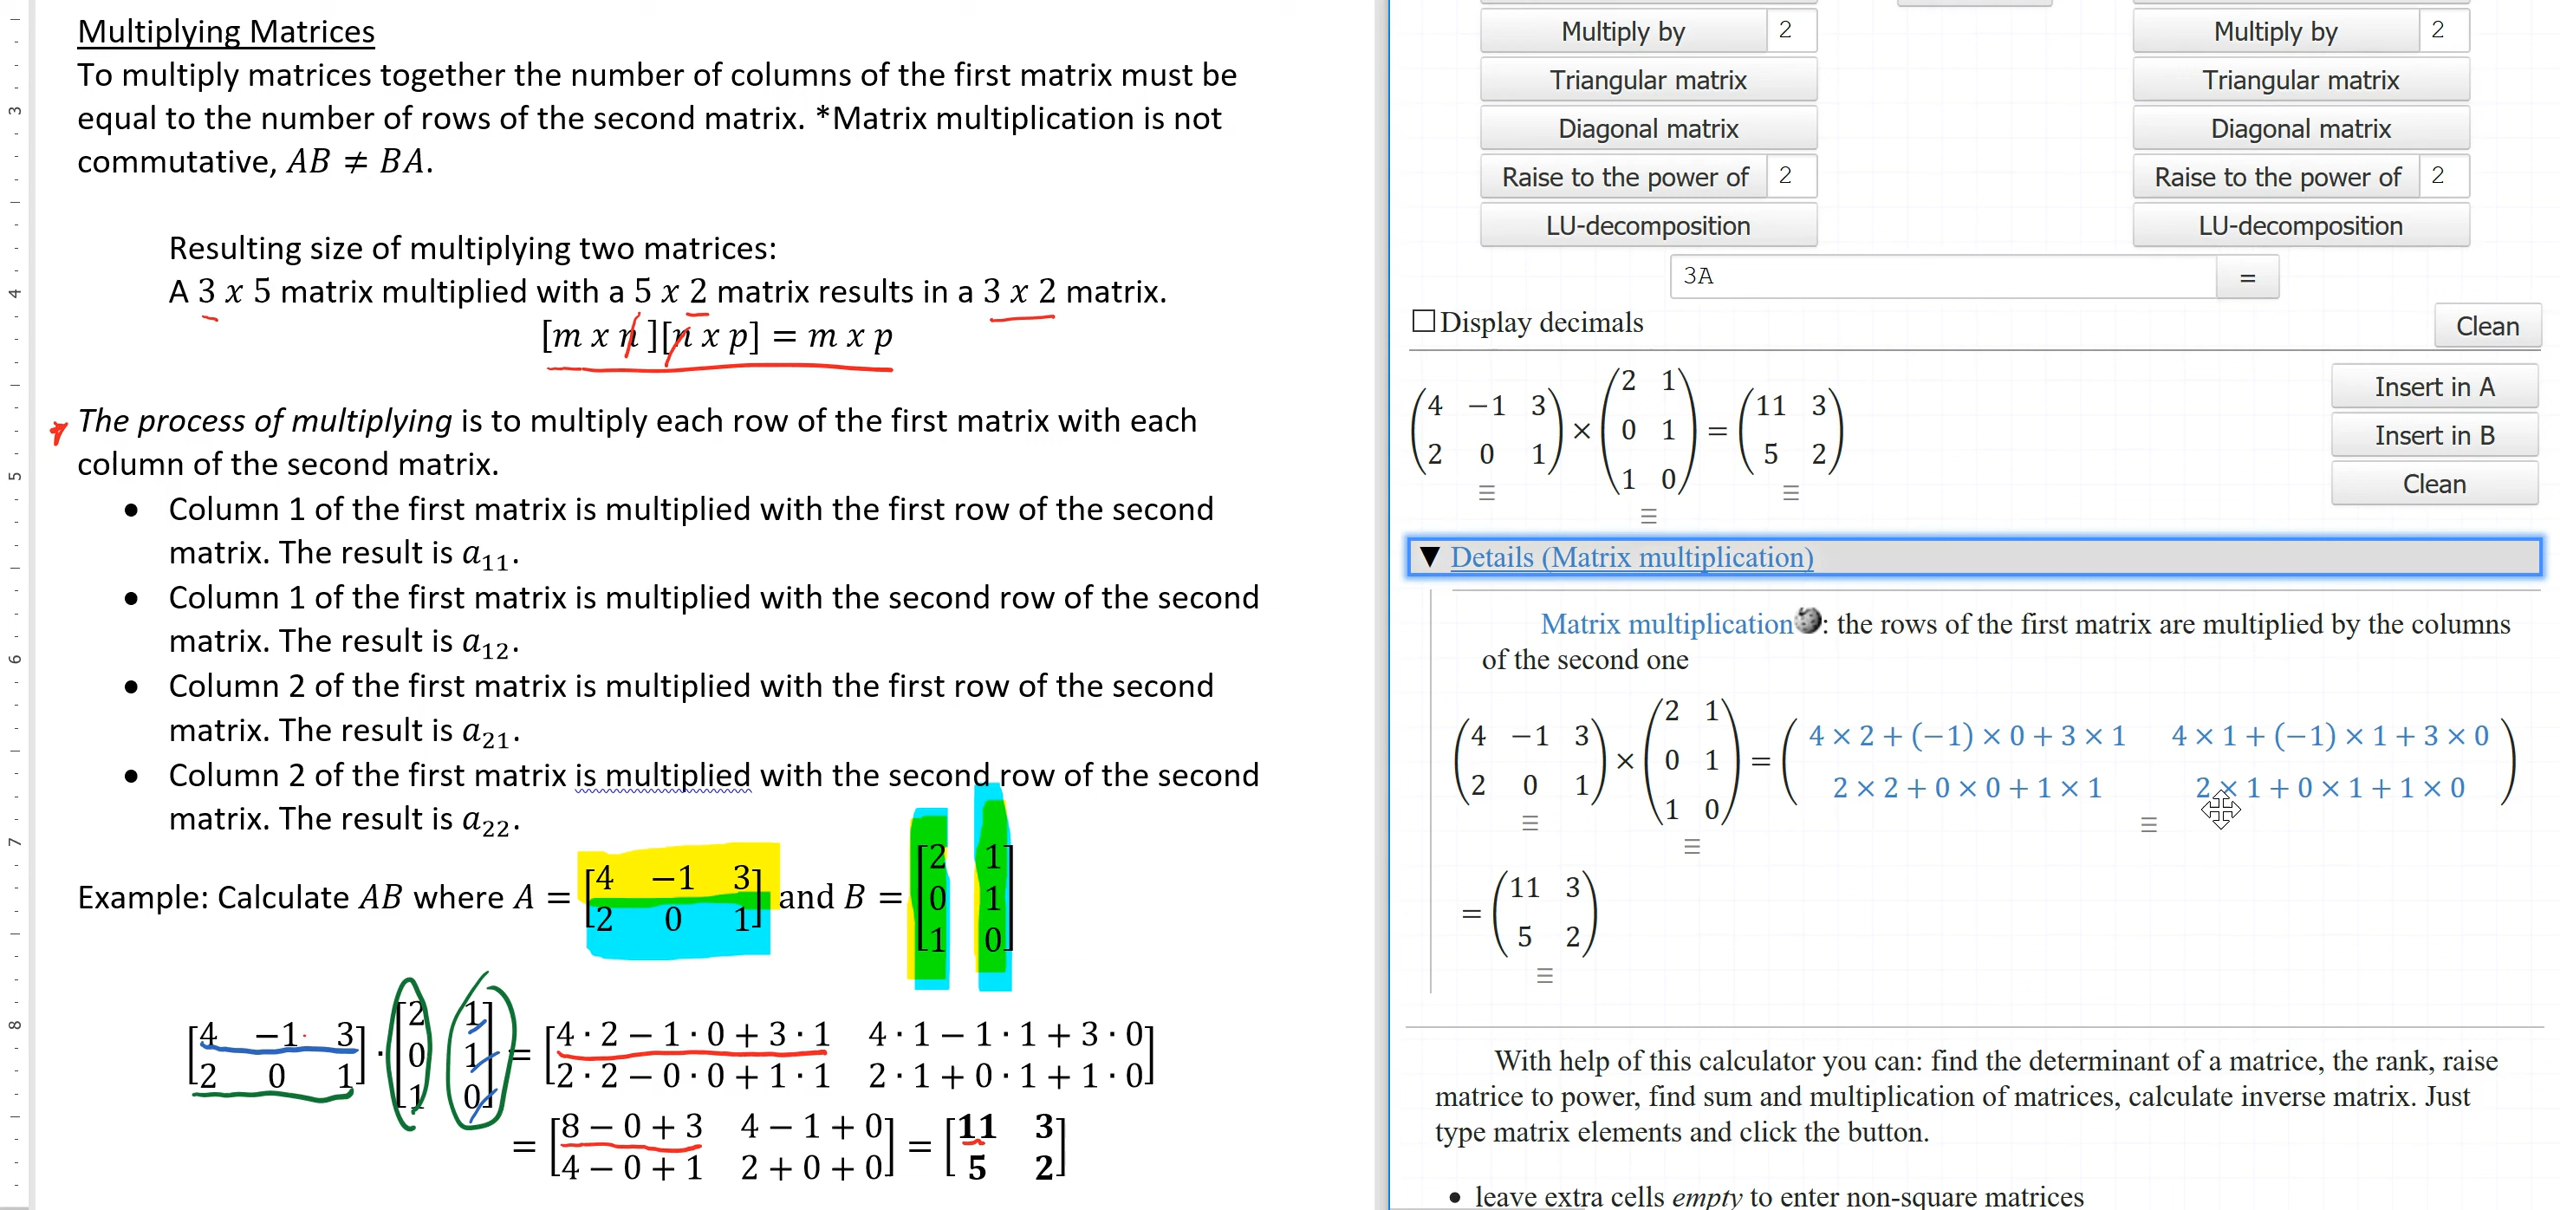 Multiplying Matrices
To multiply matrices together the number of columns of the first matrix must be
equal to the number of rows of the second matrix. *Matrix multiplication is not
commutative, AB ≠ BA.
Resulting size of multiplying two matrices:
A 3 x 5 matrix multiplied with a 5 x 2 matrix results in a 3 x 2 matrix.
[m x n ][n x p] = m x p
The process of multiplying is to multiply each row of the first matrix with each
column of the second matrix.
• Column 1 of the first matrix is multiplied with the first row of the second
matrix. The result is a₁₁.
• Column 1 of the first matrix is multiplied with the second row of the second
matrix. The result is a₁₂.
• Column 2 of the first matrix is multiplied with the first row of the second
matrix. The result is a₂₁.
• Column 2 of the first matrix is multiplied with the second row of the second
matrix. The result is a₂₂.
Example: Calculate AB where A = [4 −1 3; 2 0 1] and B = [2 1; 0 1; 1 0]
[4 −1 3; 2 0 1] · [2 1; 0 1; 1 0] = [4 · 2 − 1 · 0 + 3 · 1 4 · 1 − 1 · 1 + 3 · 0; 2 · 2 − 0 · 0 + 1 · 1 2 · 1 + 0 · 1 + 1 · 0]
= [8 − 0 + 3 4 − 1 + 0; 4 − 0 + 1 2 + 0 + 0] = [11 3; 5 2]
3
4
5
6
7
8
Multiply by 2 Multiply by 2
Triangular matrix Triangular matrix
Diagonal matrix Diagonal matrix
Raise to the power of 2 Raise to the power of 2
LU-decomposition LU-decomposition
3A =
Display decimals Clean
(4 −1 3; 2 0 1) × (2 1; 0 1; 1 0) = (11 3; 5 2)
Insert in A
Insert in B
Clean
▼ Details (Matrix multiplication)
Matrix multiplication: the rows of the first matrix are multiplied by the columns
of the second one
(4 −1 3; 2 0 1) × (2 1; 0 1; 1 0) = (4 × 2 + (−1) × 0 + 3 × 1 4 × 1 + (−1) × 1 + 3 × 0; 2 × 2 + 0 × 0 + 1 × 1 2 × 1 + 0 × 1 + 1 × 0)
= (11 3; 5 2)
With help of this calculator you can: find the determinant of a matrice, the rank, raise
matrice to power, find sum and multiplication of matrices, calculate inverse matrix. Just
type matrix elements and click the button.
• leave extra cells empty to enter non-square matrices